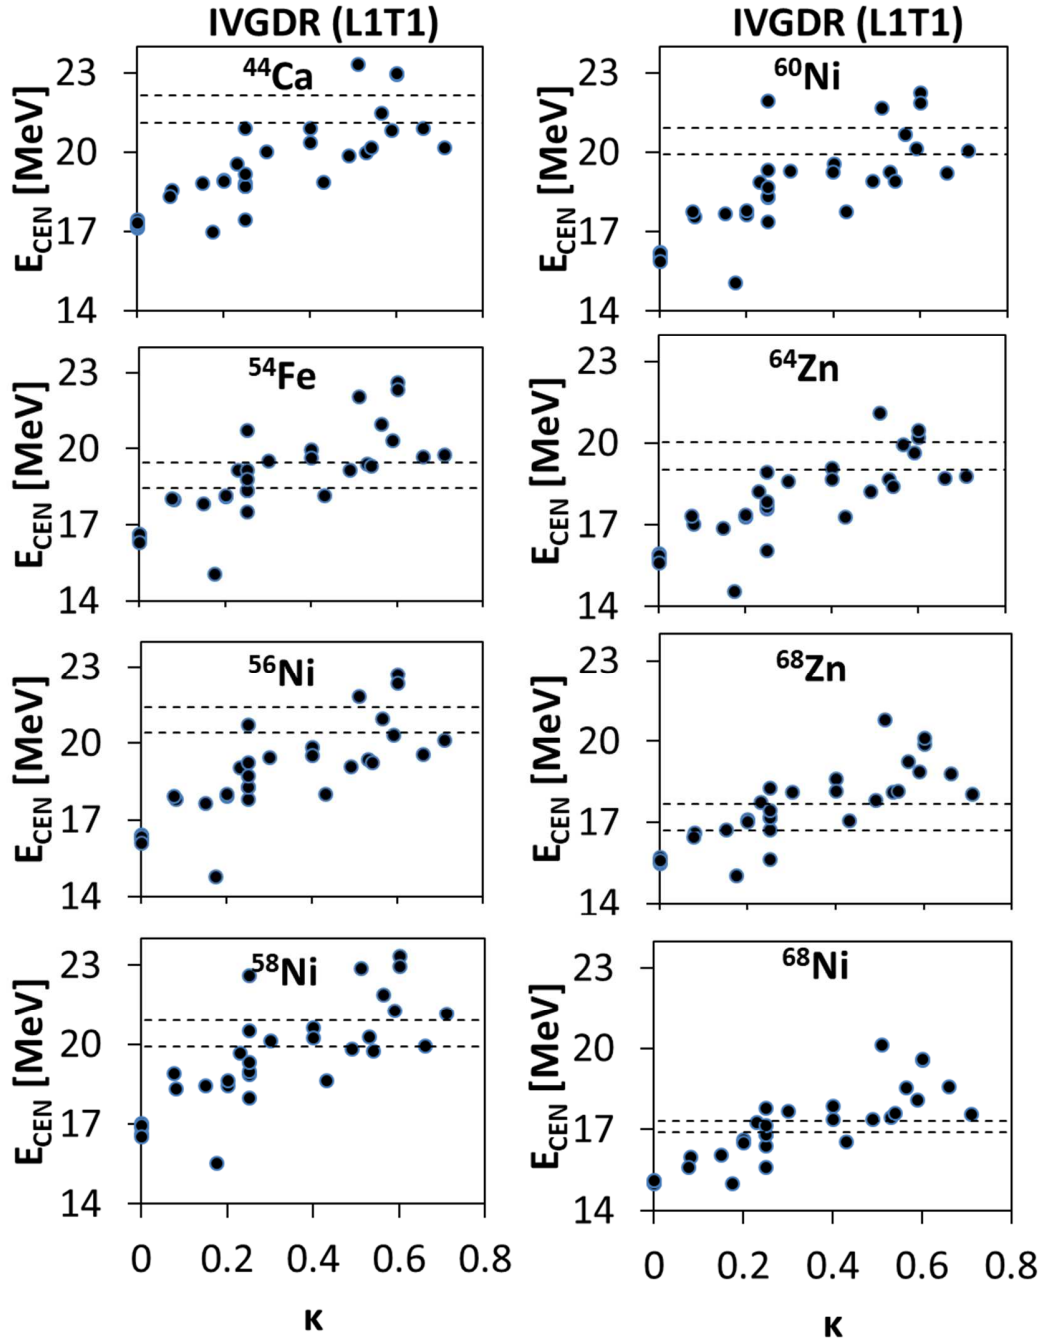 IVGDR (L1T1)
⁴⁴Ca
E_CEN [MeV]
23
20
17
14
⁵⁴Fe
E_CEN [MeV]
23
20
17
14
⁵⁶Ni
E_CEN [MeV]
23
20
17
14
⁵⁸Ni
E_CEN [MeV]
23
20
17
14
0 0.2 0.4 0.6 0.8
κ
IVGDR (L1T1)
⁶⁰Ni
E_CEN [MeV]
23
20
17
14
⁶⁴Zn
E_CEN [MeV]
23
20
17
14
⁶⁸Zn
E_CEN [MeV]
23
20
17
14
⁶⁸Ni
E_CEN [MeV]
23
20
17
14
0 0.2 0.4 0.6 0.8
κ